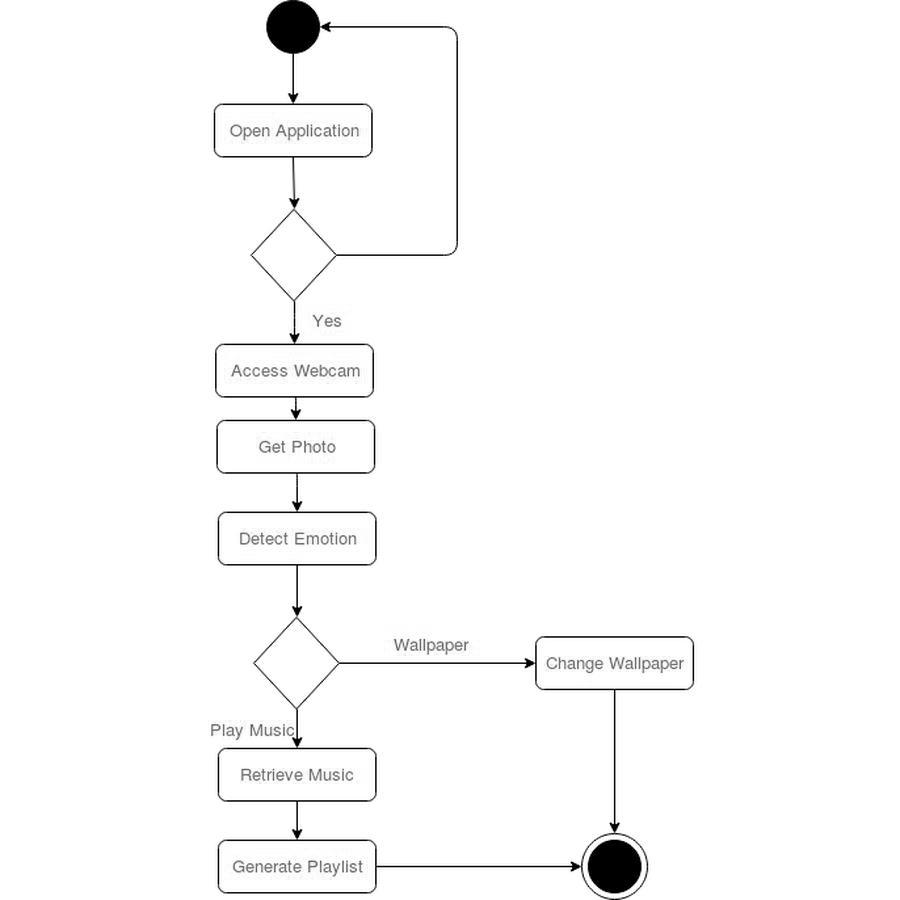 Open Application
Yes
Access Webcam
Get Photo
Detect Emotion
Wallpaper
Change Wallpaper
Play Music
Retrieve Music
Generate Playlist